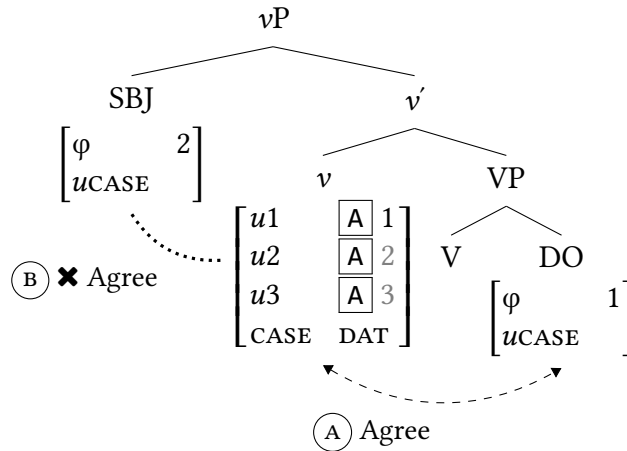 vP
SBJ
v′
[φ 2
uCASE]
v
VP
[u1 A 1
u2 A 2
u3 A 3
CASE DAT]
V DO
[φ 1
uCASE]
B ✖ Agree
A Agree